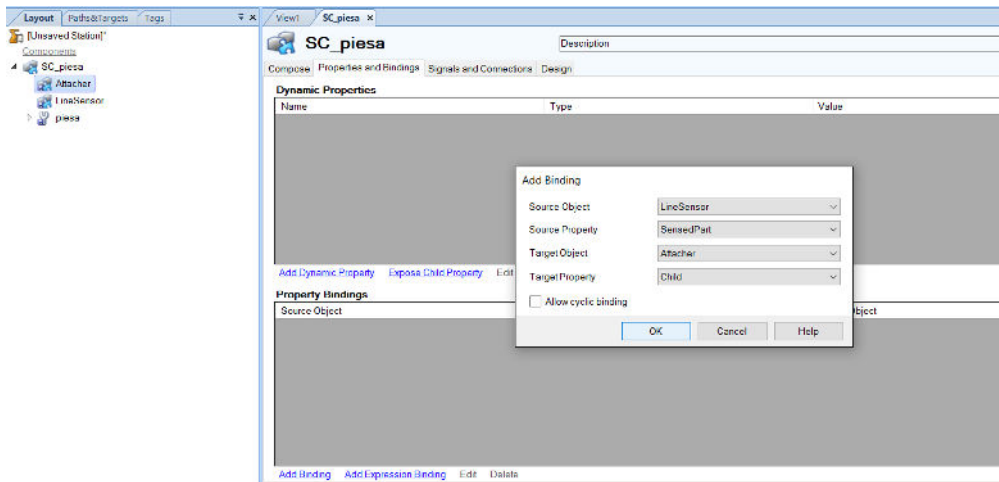 Layout Paths&Targets Tags View1 SC_piesa
[Unsaved Station]*
SC_piesa Description
Components
SC_piesa
Compose Properties and Bindings Signals and Connections Design
Attacher
Dynamic Properties
LineSensor
Name Type Value
piesa
Add Binding
Source Object LineSensor
Source Property SensedPart
Target Object Attacher
Target Property Child
Allow cyclic binding
OK Cancel Help
Add Dynamic Property Expose Child Property Edit
Property Bindings
Source Object bject
Add Binding Add Expression Binding Edit Delete